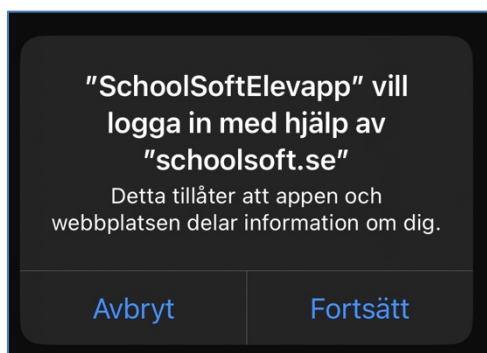 "SchoolSoftElevapp" vill
logga in med hjälp av
"schoolsoft.se"
Detta tillåter att appen och
webbplatsen delar information om dig.
Avbryt
Fortsätt